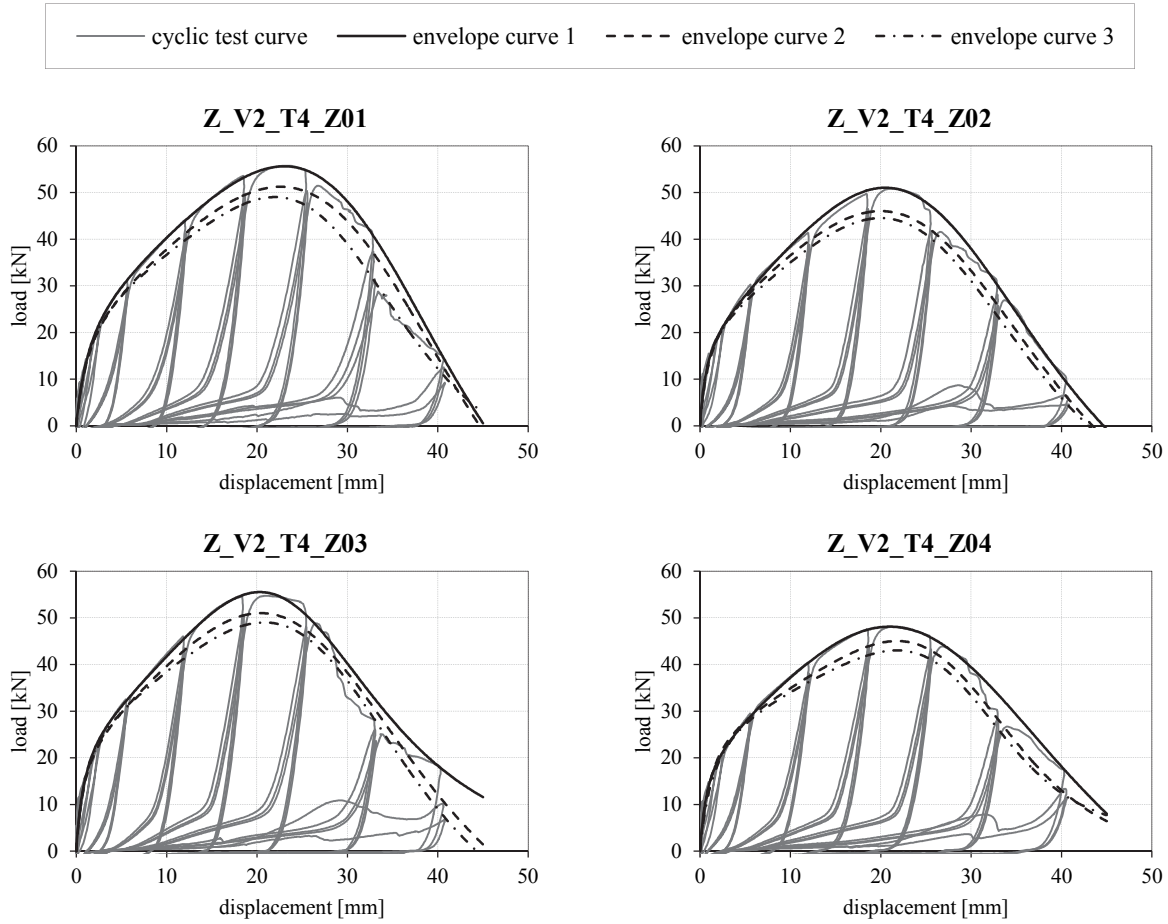 cyclic test curve envelope curve 1 envelope curve 2 envelope curve 3
Z_V2_T4_Z01
60
50
40
30
20
10
0
load [kN]
0 10 20 30 40 50
displacement [mm]
Z_V2_T4_Z02
60
50
40
30
20
10
0
load [kN]
0 10 20 30 40 50
displacement [mm]
Z_V2_T4_Z03
60
50
40
30
20
10
0
load [kN]
0 10 20 30 40 50
displacement [mm]
Z_V2_T4_Z04
60
50
40
30
20
10
0
load [kN]
0 10 20 30 40 50
displacement [mm]